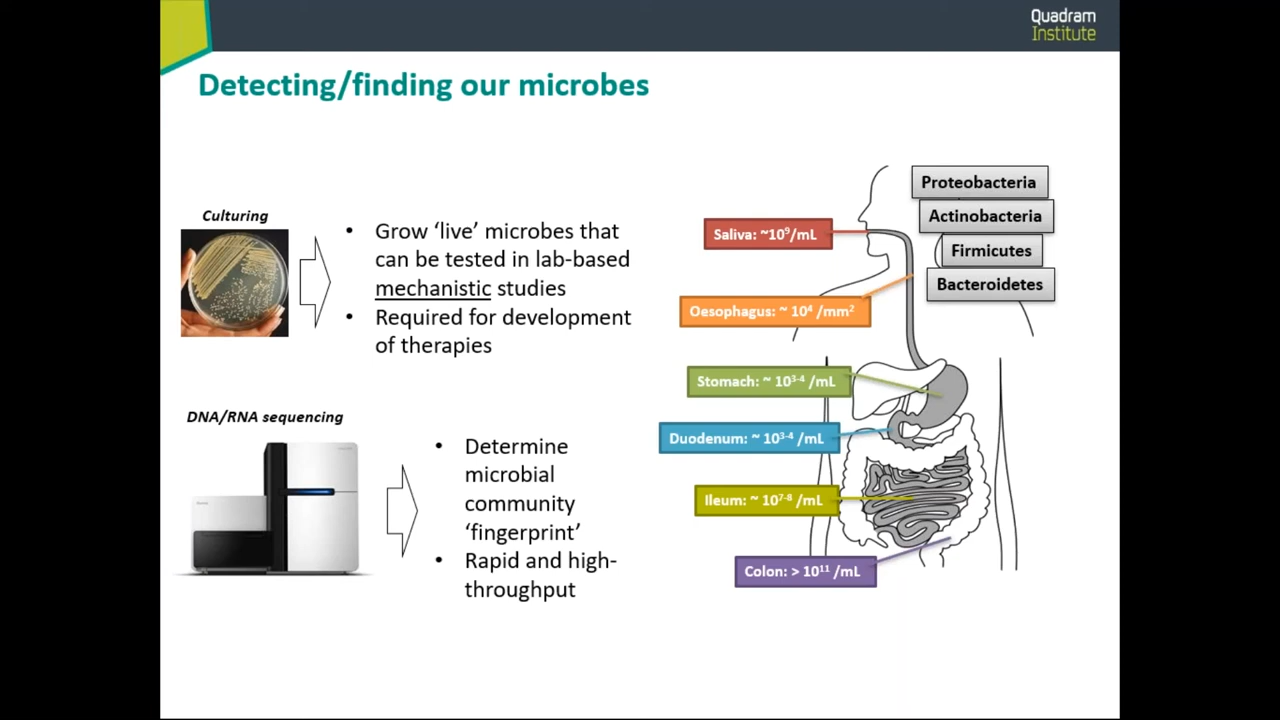 Quadram
Institute
Detecting/finding our microbes
Culturing
• Grow ‘live’ microbes that
can be tested in lab-based
mechanistic studies
• Required for development
of therapies
DNA/RNA sequencing
• Determine
microbial
community
‘fingerprint’
• Rapid and high-
throughput
Proteobacteria
Actinobacteria
Firmicutes
Bacteroidetes
Saliva: ~10⁹/mL
Oesophagus: ~ 10⁴ /mm²
Stomach: ~ 10³⁻⁴ /mL
Duodenum: ~ 10³⁻⁴ /mL
Ileum: ~ 10⁷⁻⁸ /mL
Colon: > 10¹¹ /mL